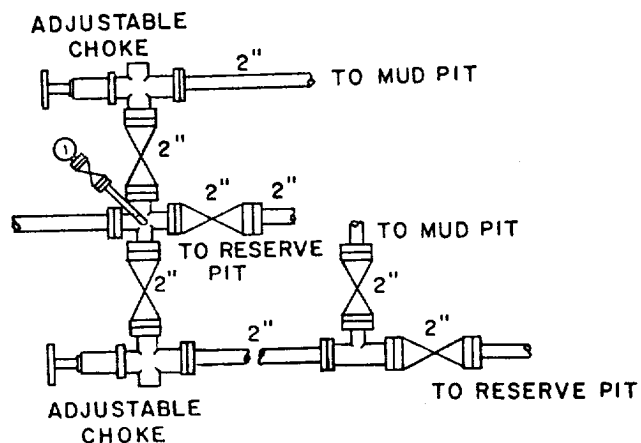 ADJUSTABLE
CHOKE
2"
TO MUD PIT
2"
1
2"
2"
TO RESERVE
PIT
TO MUD PIT
2"
2"
2"
2"
TO RESERVE PIT
ADJUSTABLE
CHOKE